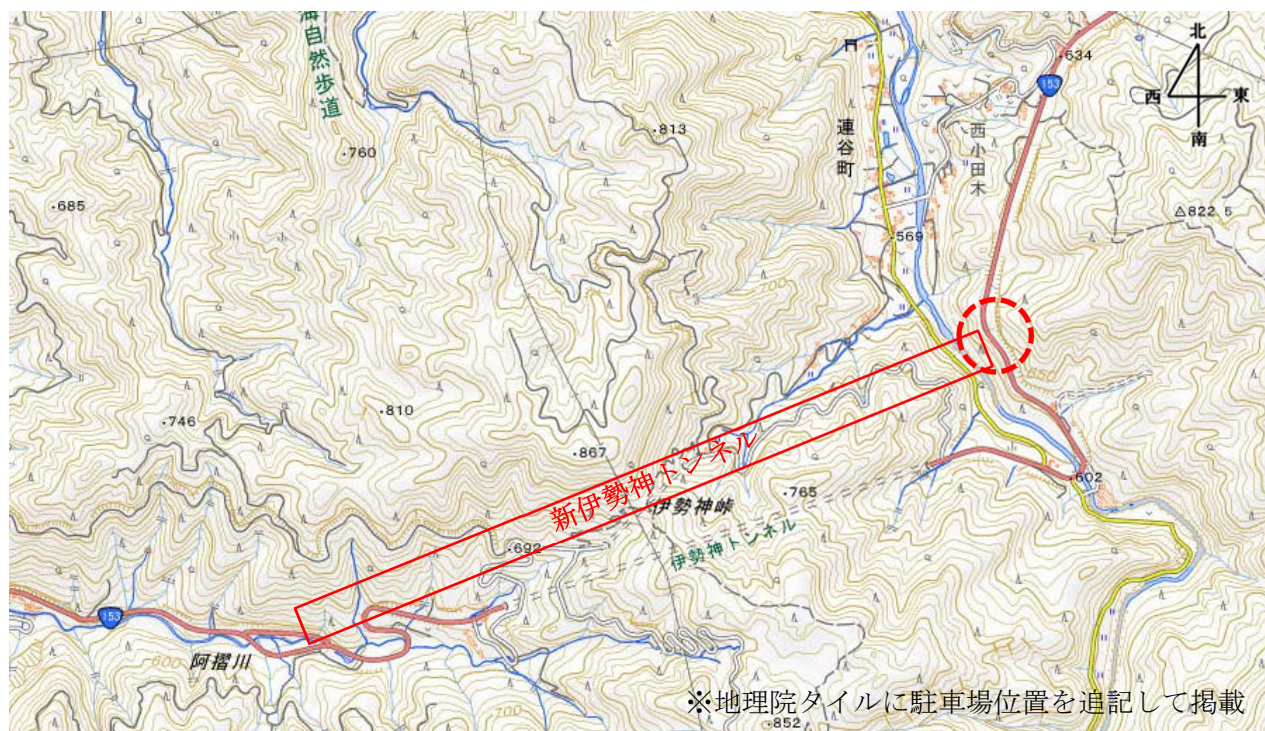 海自然歩道
北
西
東
南
・634
153
・813
・760
連谷町
西小田木
・685
△822.5
・569
700
650
・810
・746
・867
新伊勢神トンネル
伊勢神峠
・765
・602
・692
伊勢神トンネル
153
阿摺川
600
700
・852
※地理院タイルに駐車場位置を追記して掲載